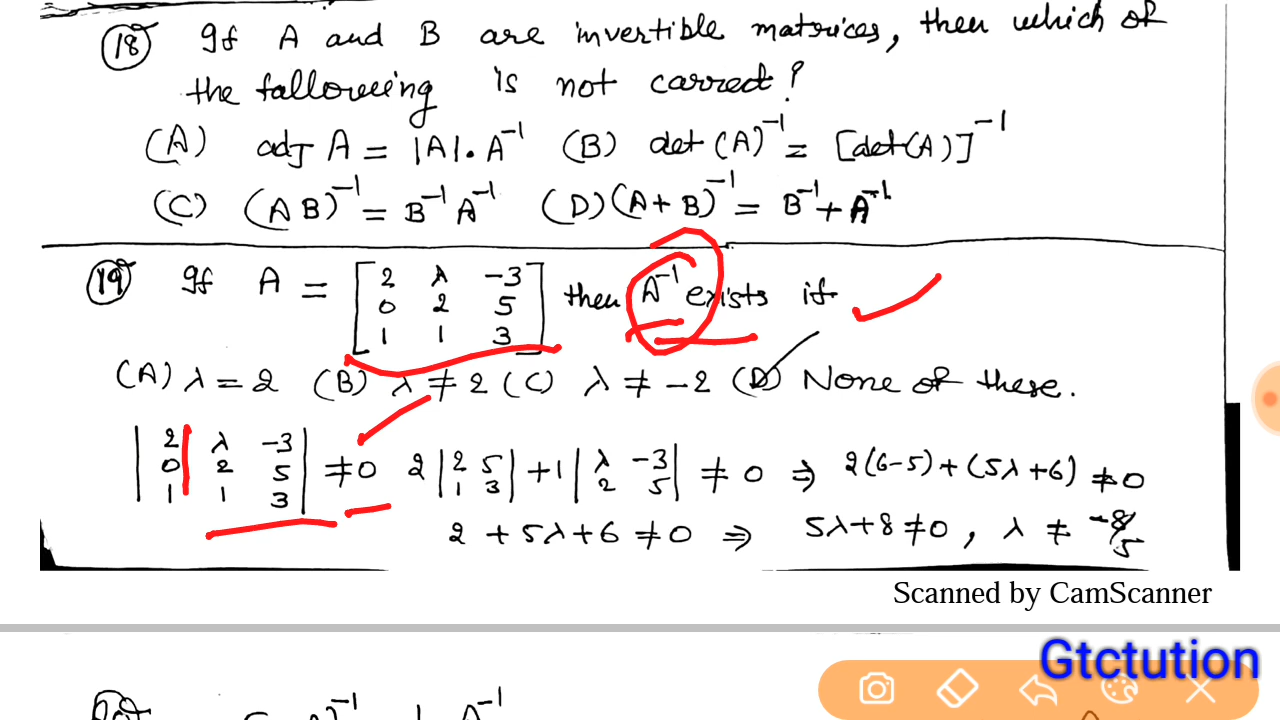 18 If A and B are invertible matrices, then which of
the following is not correct?
(A) adj A = |A|. A⁻¹ (B) det (A)⁻¹ = [det(A)]⁻¹
(C) (AB)⁻¹ = B⁻¹ A⁻¹ (D) (A+B)⁻¹ = B⁻¹ + A⁻¹
19 If A = [2 λ -3; 0 2 5; 1 1 3] then A⁻¹ exists if
(A) λ = 2 (B) λ ≠ 2 (C) λ ≠ -2 (D) None of these.
|2 λ -3; 0 2 5; 1 1 3| ≠ 0 2|2 5; 1 3| + 1|λ -3; 2 5| ≠ 0 ⇒ 2(6-5) + (5λ+6) ≠ 0
2 + 5λ + 6 ≠ 0 ⇒ 5λ+8 ≠ 0, λ ≠ -8/5
Scanned by CamScanner
Gtctution